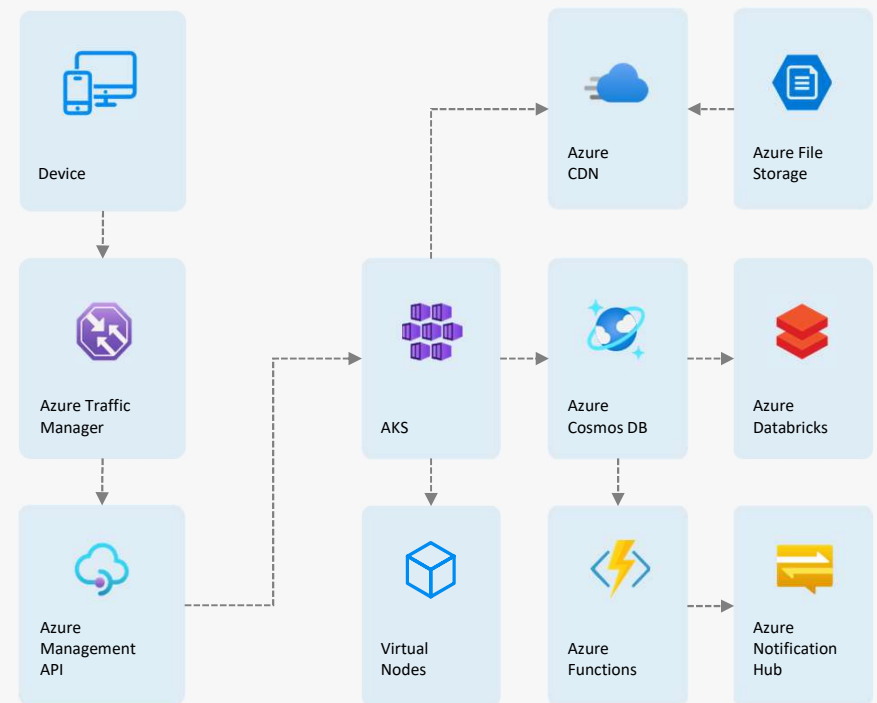 Device
Azure
CDN
Azure File
Storage
Azure Traffic
Manager
AKS
Azure
Cosmos DB
Azure
Databricks
Azure
Management
API
Virtual
Nodes
Azure
Functions
Azure
Notification
Hub